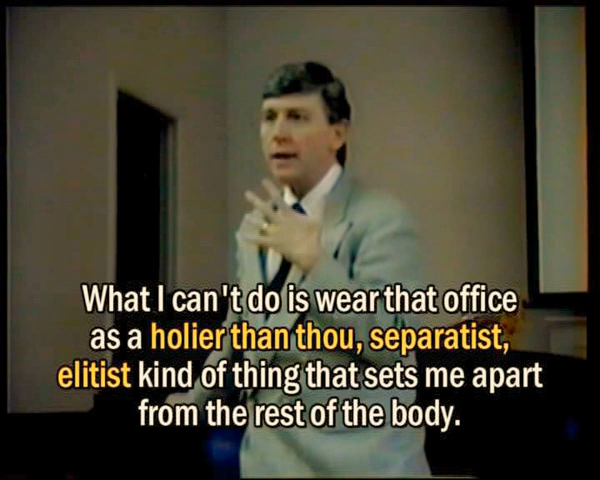 What I can't do is wear that office
as a holier than thou, separatist,
elitist kind of thing that sets me apart
from the rest of the body.